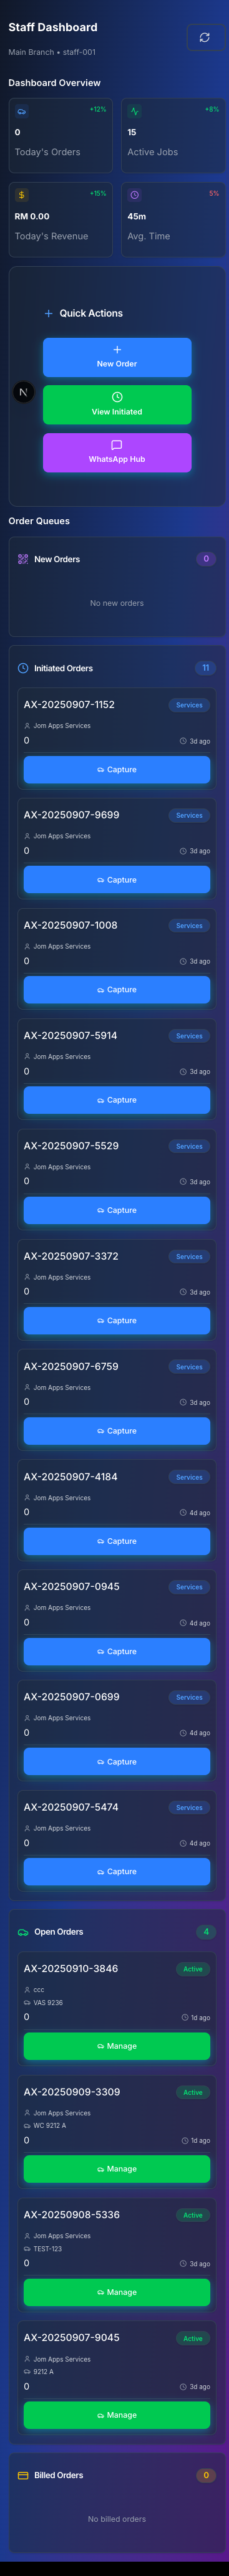 Staff Dashboard
Main Branch • staff-001
Dashboard Overview
+12%
0
Today's Orders
+8%
15
Active Jobs
+15%
RM 0.00
Today's Revenue
5%
45m
Avg. Time
Quick Actions
New Order
N
View Initiated
WhatsApp Hub
Order Queues
New Orders 0
No new orders
Initiated Orders 11
AX-20250907-1152 Services
Jom Apps Services
0 3d ago
Capture
AX-20250907-9699 Services
Jom Apps Services
0 3d ago
Capture
AX-20250907-1008 Services
Jom Apps Services
0 3d ago
Capture
AX-20250907-5914 Services
Jom Apps Services
0 3d ago
Capture
AX-20250907-5529 Services
Jom Apps Services
0 3d ago
Capture
AX-20250907-3372 Services
Jom Apps Services
0 3d ago
Capture
AX-20250907-6759 Services
Jom Apps Services
0 3d ago
Capture
AX-20250907-4184 Services
Jom Apps Services
0 4d ago
Capture
AX-20250907-0945 Services
Jom Apps Services
0 4d ago
Capture
AX-20250907-0699 Services
Jom Apps Services
0 4d ago
Capture
AX-20250907-5474 Services
Jom Apps Services
0 4d ago
Capture
Open Orders 4
AX-20250910-3846 Active
ccc
VAS 9236
0 1d ago
Manage
AX-20250909-3309 Active
Jom Apps Services
WC 9212 A
0 1d ago
Manage
AX-20250908-5336 Active
Jom Apps Services
TEST-123
0 3d ago
Manage
AX-20250907-9045 Active
Jom Apps Services
9212 A
0 3d ago
Manage
Billed Orders 0
No billed orders